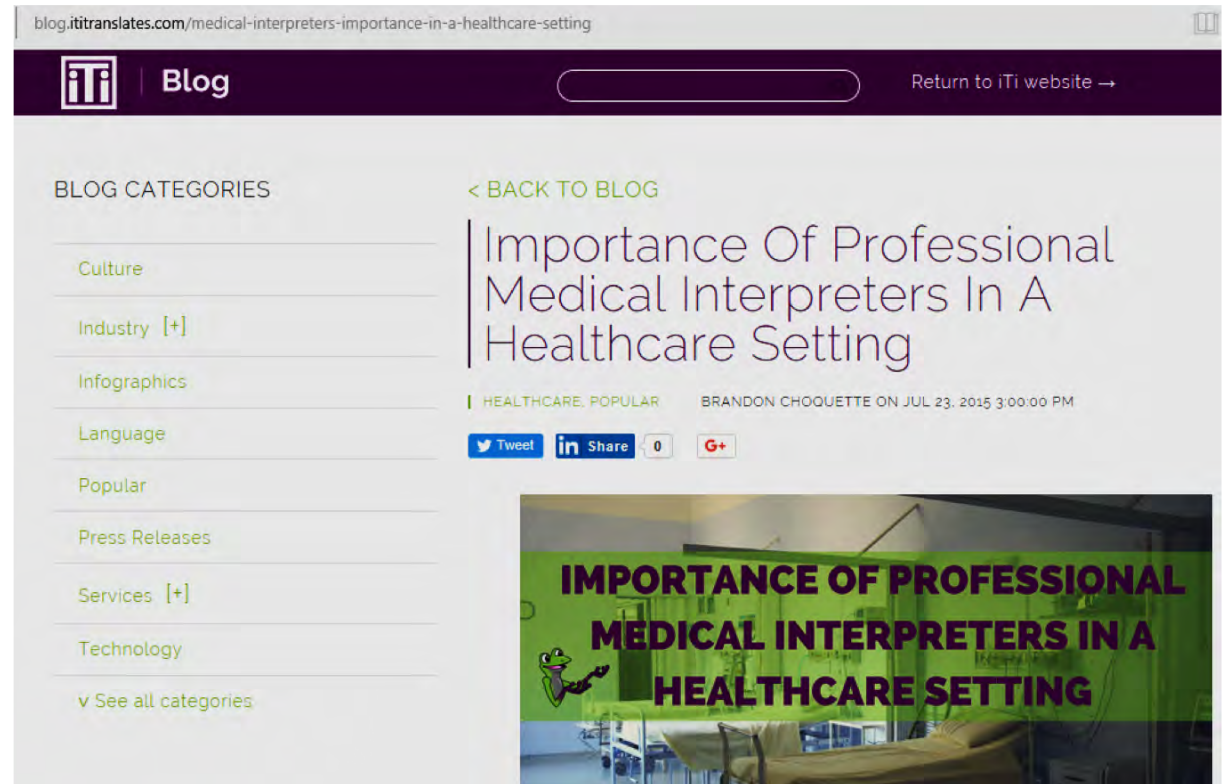 blog.ititranslates.com/medical-interpreters-importance-in-a-healthcare-setting
iTi
Blog
Return to iTi website →
BLOG CATEGORIES
Culture
Industry [+]
Infographics
Language
Popular
Press Releases
Services [+]
Technology
v See all categories
< BACK TO BLOG
Importance Of Professional
Medical Interpreters In A
Healthcare Setting
HEALTHCARE, POPULAR BRANDON CHOQUETTE ON JUL 23, 2015 3:00:00 PM
Tweet in Share 0 G+
IMPORTANCE OF PROFESSIONAL
MEDICAL INTERPRETERS IN A
HEALTHCARE SETTING